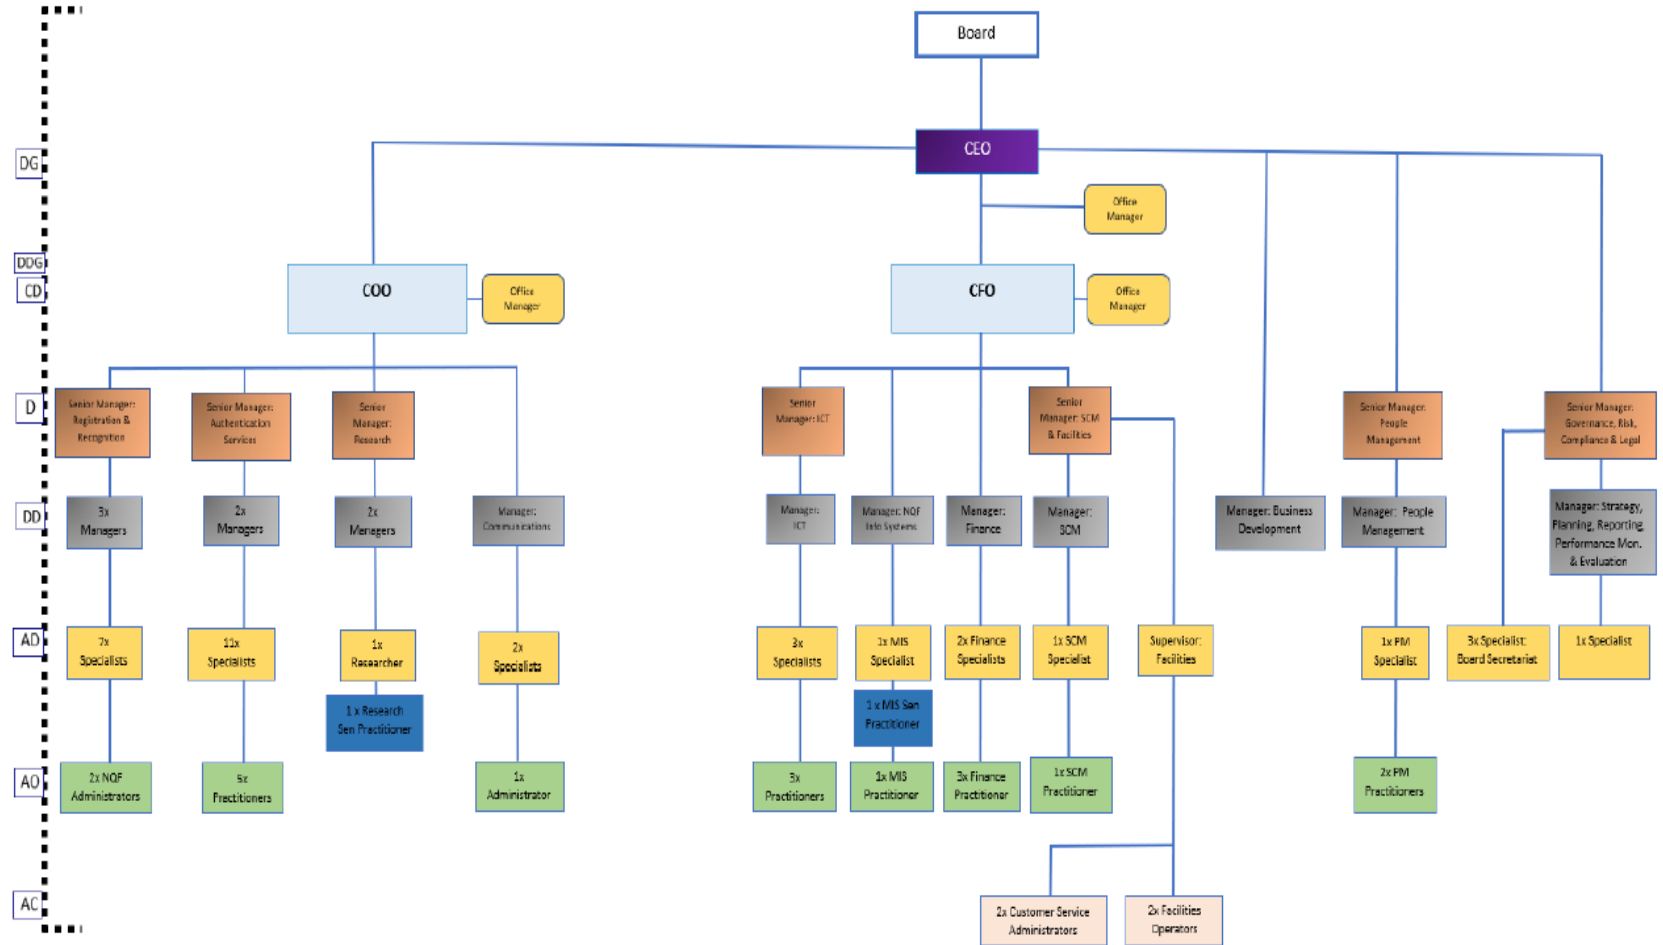 Board
DG
CEO
Office
Manager
DDG
CD
COO
Office
Manager
CFO
Office
Manager
D
Senior Manager:
Registration &
Recognition
Senior Manager:
Authentication
Services
Senior
Manager:
Research
Senior
Manager: ICT
Senior
Manager: SCM
& Facilities
Senior Manager:
People
Management
Senior Manager:
Governance, Risk,
Compliance & Legal
DD
3x
Managers
2x
Managers
2x
Managers
Manager:
Communications
Manager:
ICT
Manager: NQF
Info Systems
Manager:
Finance
Manager:
SCM
Manager: Business
Development
Manager: People
Management
Manager: Strategy,
Planning, Reporting,
Performance Mon.
& Evaluation
AD
7x
Specialists
11x
Specialists
1x
Researcher
2x
Specialists
3x
Specialists
1x MIS
Specialist
2x Finance
Specialists
1x SCM
Specialist
Supervisor:
Facilities
1x PM
Specialist
3x Specialist:
Board Secretariat
1x Specialist
1 x Research
Sen Practitioner
1 x MIS Sen
Practitioner
AO
2x NQF
Administrators
5x
Practitioners
1x
Administrator
3x
Practitioners
1x MIS
Practitioner
3x Finance
Practitioner
1x SCM
Practitioner
2x PM
Practitioners
AC
2x Customer Service
Administrators
2x Facilities
Operators